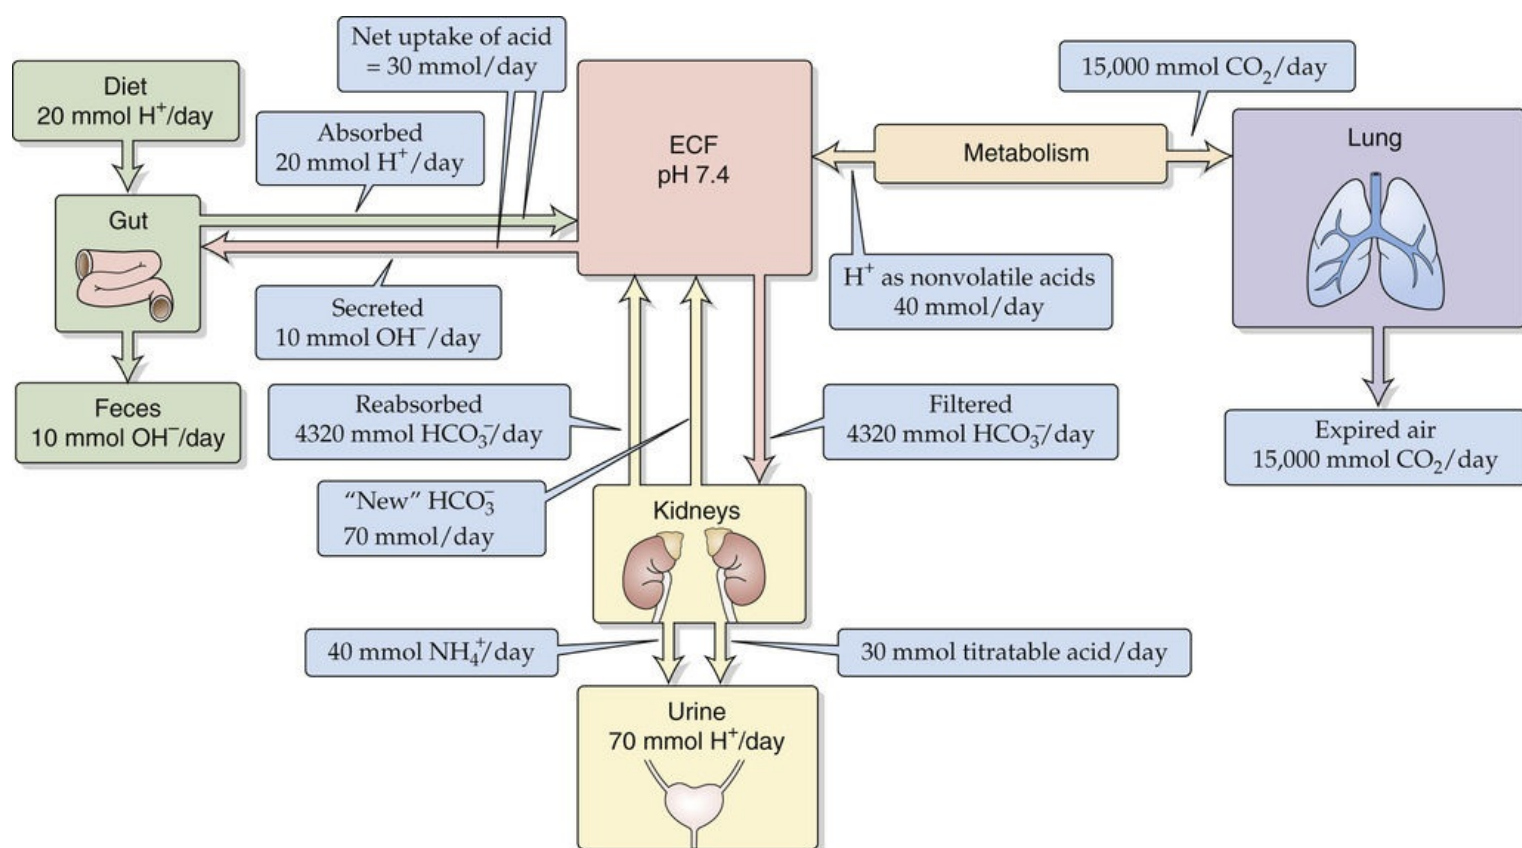 Net uptake of acid
= 30 mmol/day
Diet
20 mmol H⁺/day
Absorbed
20 mmol H⁺/day
Gut
Secreted
10 mmol OH⁻/day
Feces
10 mmol OH⁻/day
ECF
pH 7.4
Metabolism
15,000 mmol CO₂/day
Lung
H⁺ as nonvolatile acids
40 mmol/day
Expired air
15,000 mmol CO₂/day
Reabsorbed
4320 mmol HCO₃⁻/day
Filtered
4320 mmol HCO₃⁻/day
“New” HCO₃⁻
70 mmol/day
Kidneys
40 mmol NH₄⁺/day
30 mmol titratable acid/day
Urine
70 mmol H⁺/day